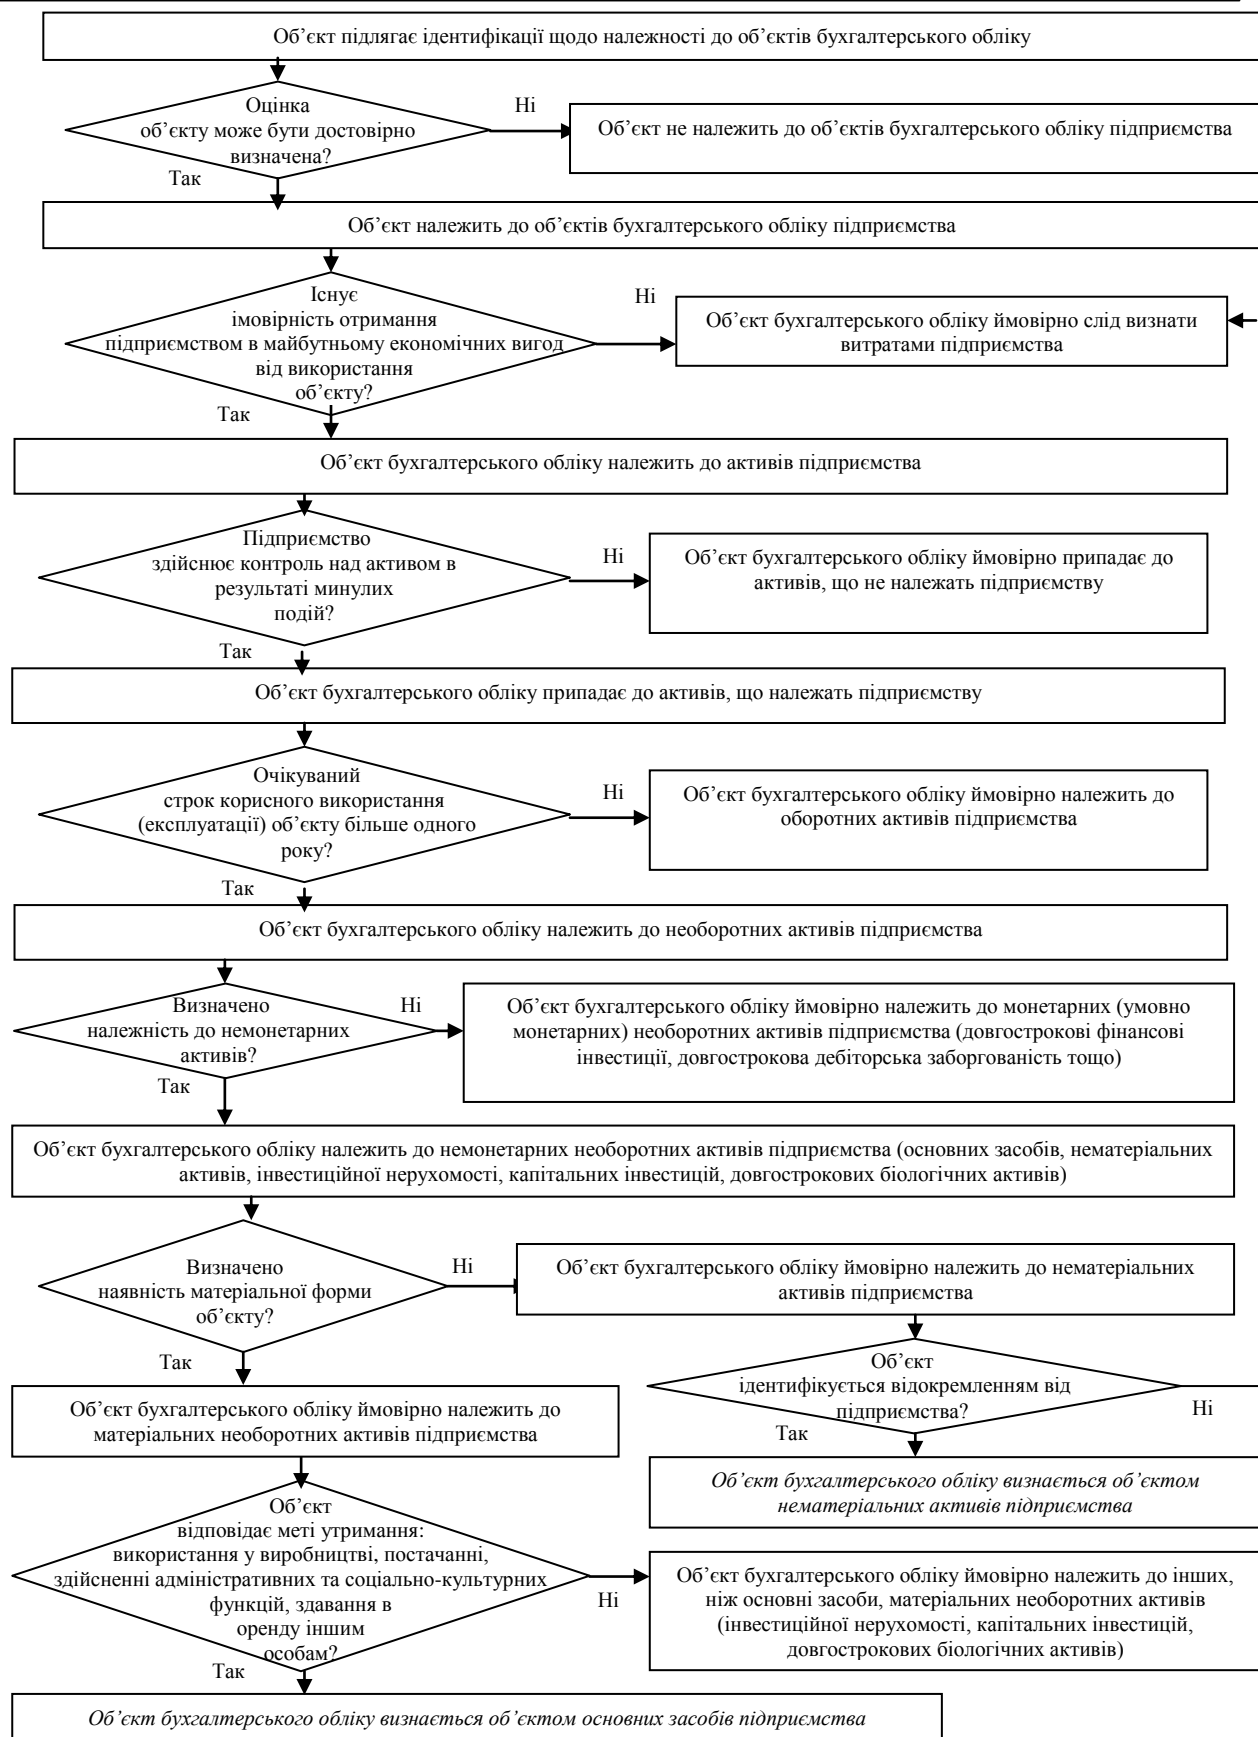 Об’єкт підлягає ідентифікації щодо належності до об’єктів бухгалтерського обліку
Оцінка
об’єкту може бути достовірно
визначена?
Ні
Об’єкт не належить до об’єктів бухгалтерського обліку підприємства
Так
Об’єкт належить до об’єктів бухгалтерського обліку підприємства
Існує
імовірність отримання
підприємством в майбутньому економічних вигод
від використання
об’єкту?
Ні
Об’єкт бухгалтерського обліку ймовірно слід визнати
витратами підприємства
Так
Об’єкт бухгалтерського обліку належить до активів підприємства
Підприємство
здійснює контроль над активом в
результаті минулих
подій?
Ні
Об’єкт бухгалтерського обліку ймовірно припадає до
активів, що не належать підприємству
Так
Об’єкт бухгалтерського обліку припадає до активів, що належать підприємству
Очікуваний
строк корисного використання
(експлуатації) об’єкту більше одного
року?
Ні
Об’єкт бухгалтерського обліку ймовірно належить до
оборотних активів підприємства
Так
Об’єкт бухгалтерського обліку належить до необоротних активів підприємства
Визначено
належність до немонетарних
активів?
Ні
Об’єкт бухгалтерського обліку ймовірно належить до монетарних (умовно
монетарних) необоротних активів підприємства (довгострокові фінансові
інвестиції, довгострокова дебіторська заборгованість тощо)
Так
Об’єкт бухгалтерського обліку належить до немонетарних необоротних активів підприємства (основних засобів, нематеріальних
активів, інвестиційної нерухомості, капітальних інвестицій, довгострокових біологічних активів)
Визначено
наявність матеріальної форми
об’єкту?
Ні
Об’єкт бухгалтерського обліку ймовірно належить до нематеріальних
активів підприємства
Так
Об’єкт
ідентифікується відокремленням від
підприємства?
Ні
Так
Об’єкт бухгалтерського обліку ймовірно належить до
матеріальних необоротних активів підприємства
Об’єкт бухгалтерського обліку визнається об’єктом
нематеріальних активів підприємства
Об’єкт
відповідає меті утримання:
використання у виробництві, постачанні,
здійсненні адміністративних та соціально-культурних
функцій, здавання в
оренду іншим
особам?
Ні
Об’єкт бухгалтерського обліку ймовірно належить до інших,
ніж основні засоби, матеріальних необоротних активів
(інвестиційної нерухомості, капітальних інвестицій,
довгострокових біологічних активів)
Так
Об’єкт бухгалтерського обліку визнається об’єктом основних засобів підприємства